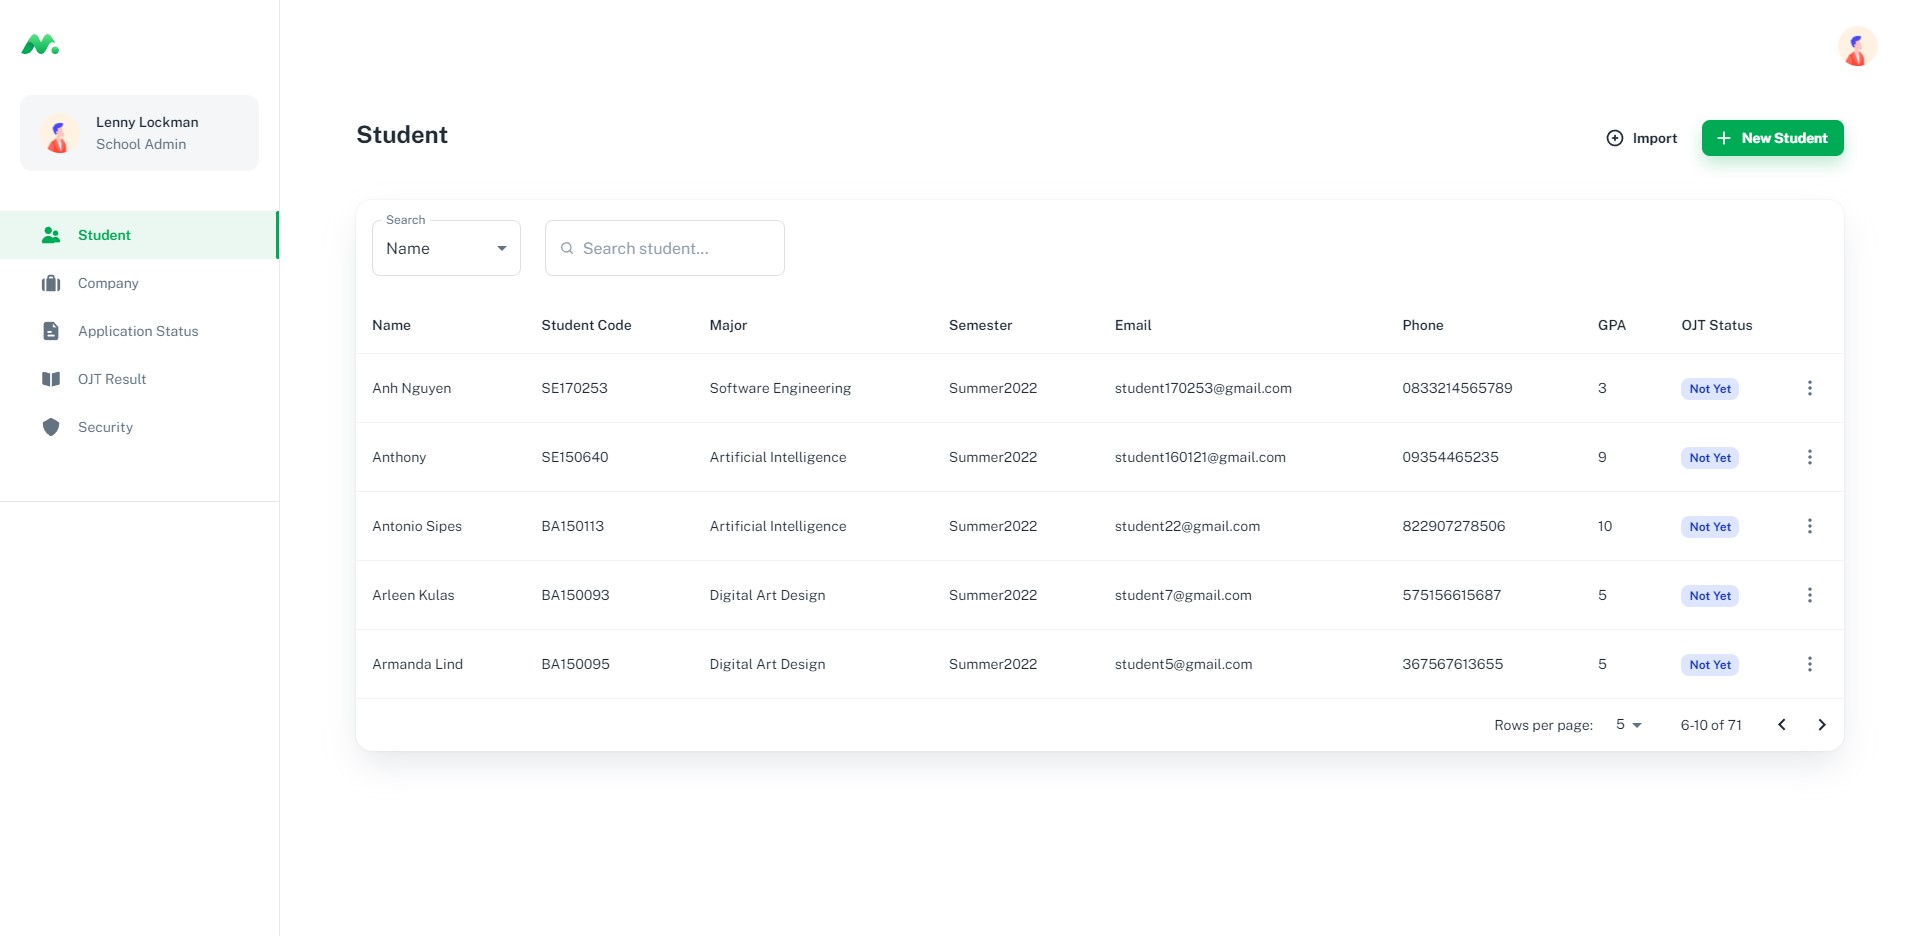 Lenny Lockman
School Admin
Student
Company
Application Status
OJT Result
Security
Student
Import
New Student
Search
Name
Search student...
Name Student Code Major Semester Email Phone GPA OJT Status
Anh Nguyen SE170253 Software Engineering Summer2022 student170253@gmail.com 0833214565789 3 Not Yet
Anthony SE150640 Artificial Intelligence Summer2022 student160121@gmail.com 09354465235 9 Not Yet
Antonio Sipes BA150113 Artificial Intelligence Summer2022 student22@gmail.com 822907278506 10 Not Yet
Arleen Kulas BA150093 Digital Art Design Summer2022 student7@gmail.com 575156615687 5 Not Yet
Armanda Lind BA150095 Digital Art Design Summer2022 student5@gmail.com 367567613655 5 Not Yet
Rows per page: 5 6-10 of 71